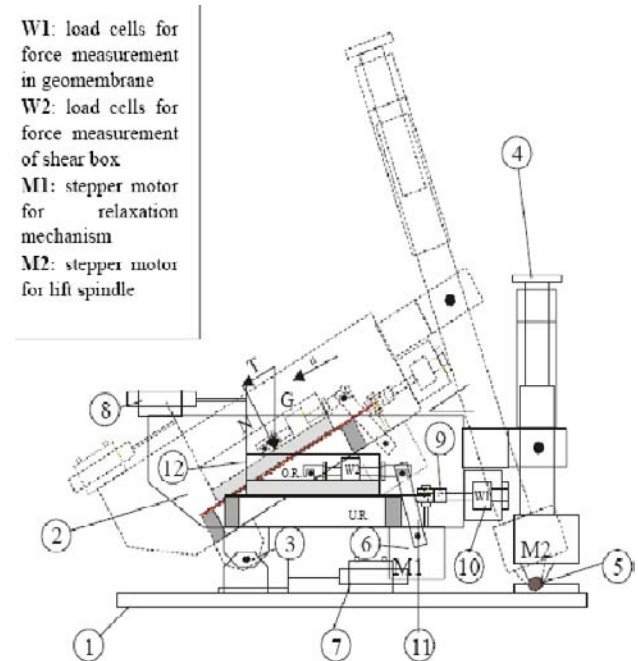 W1: load cells for
force measurement
in geomembrane
W2: load cells for
force measurement
of shear box
M1: stepper motor
for relaxation
mechanism
M2: stepper motor
for lift spindle
4
T
d
8
G
N
9
12
O.R.
W2
W1
2
U.R.
10
3
6
M1
M2
5
1
7
11